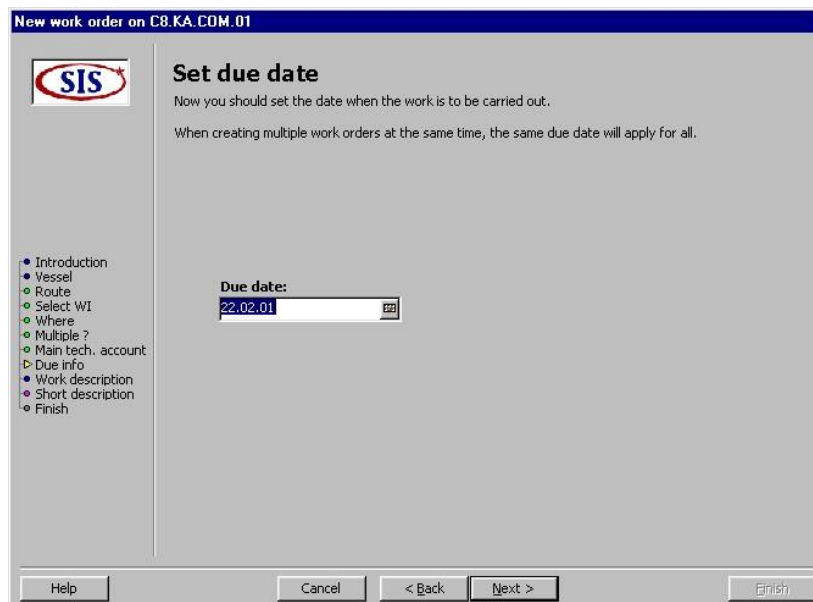 New work order on C8.KA.COM.01
SIS
Set due date
Now you should set the date when the work is to be carried out.
When creating multiple work orders at the same time, the same due date will apply for all.
Introduction
Vessel
Route
Select WI
Where
Multiple ?
Main tech. account
Due info
Work description
Short description
Finish
Due date:
22.02.01
Help
Cancel
< Back
Next >
Finish